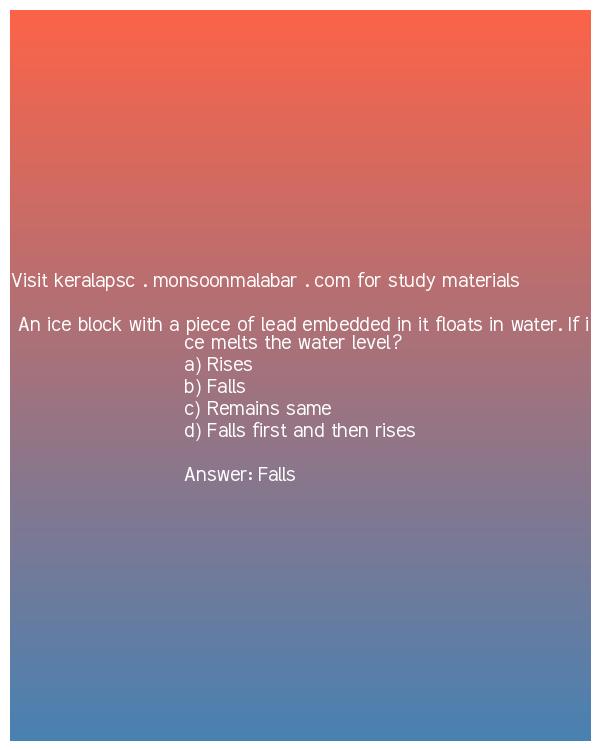 Visit keralapsc . monsoonmalabar . com for study materials
An ice block with a piece of lead embedded in it floats in water. If i
ce melts the water level?
a) Rises
b) Falls
c) Remains same
d) Falls first and then rises
Answer: Falls